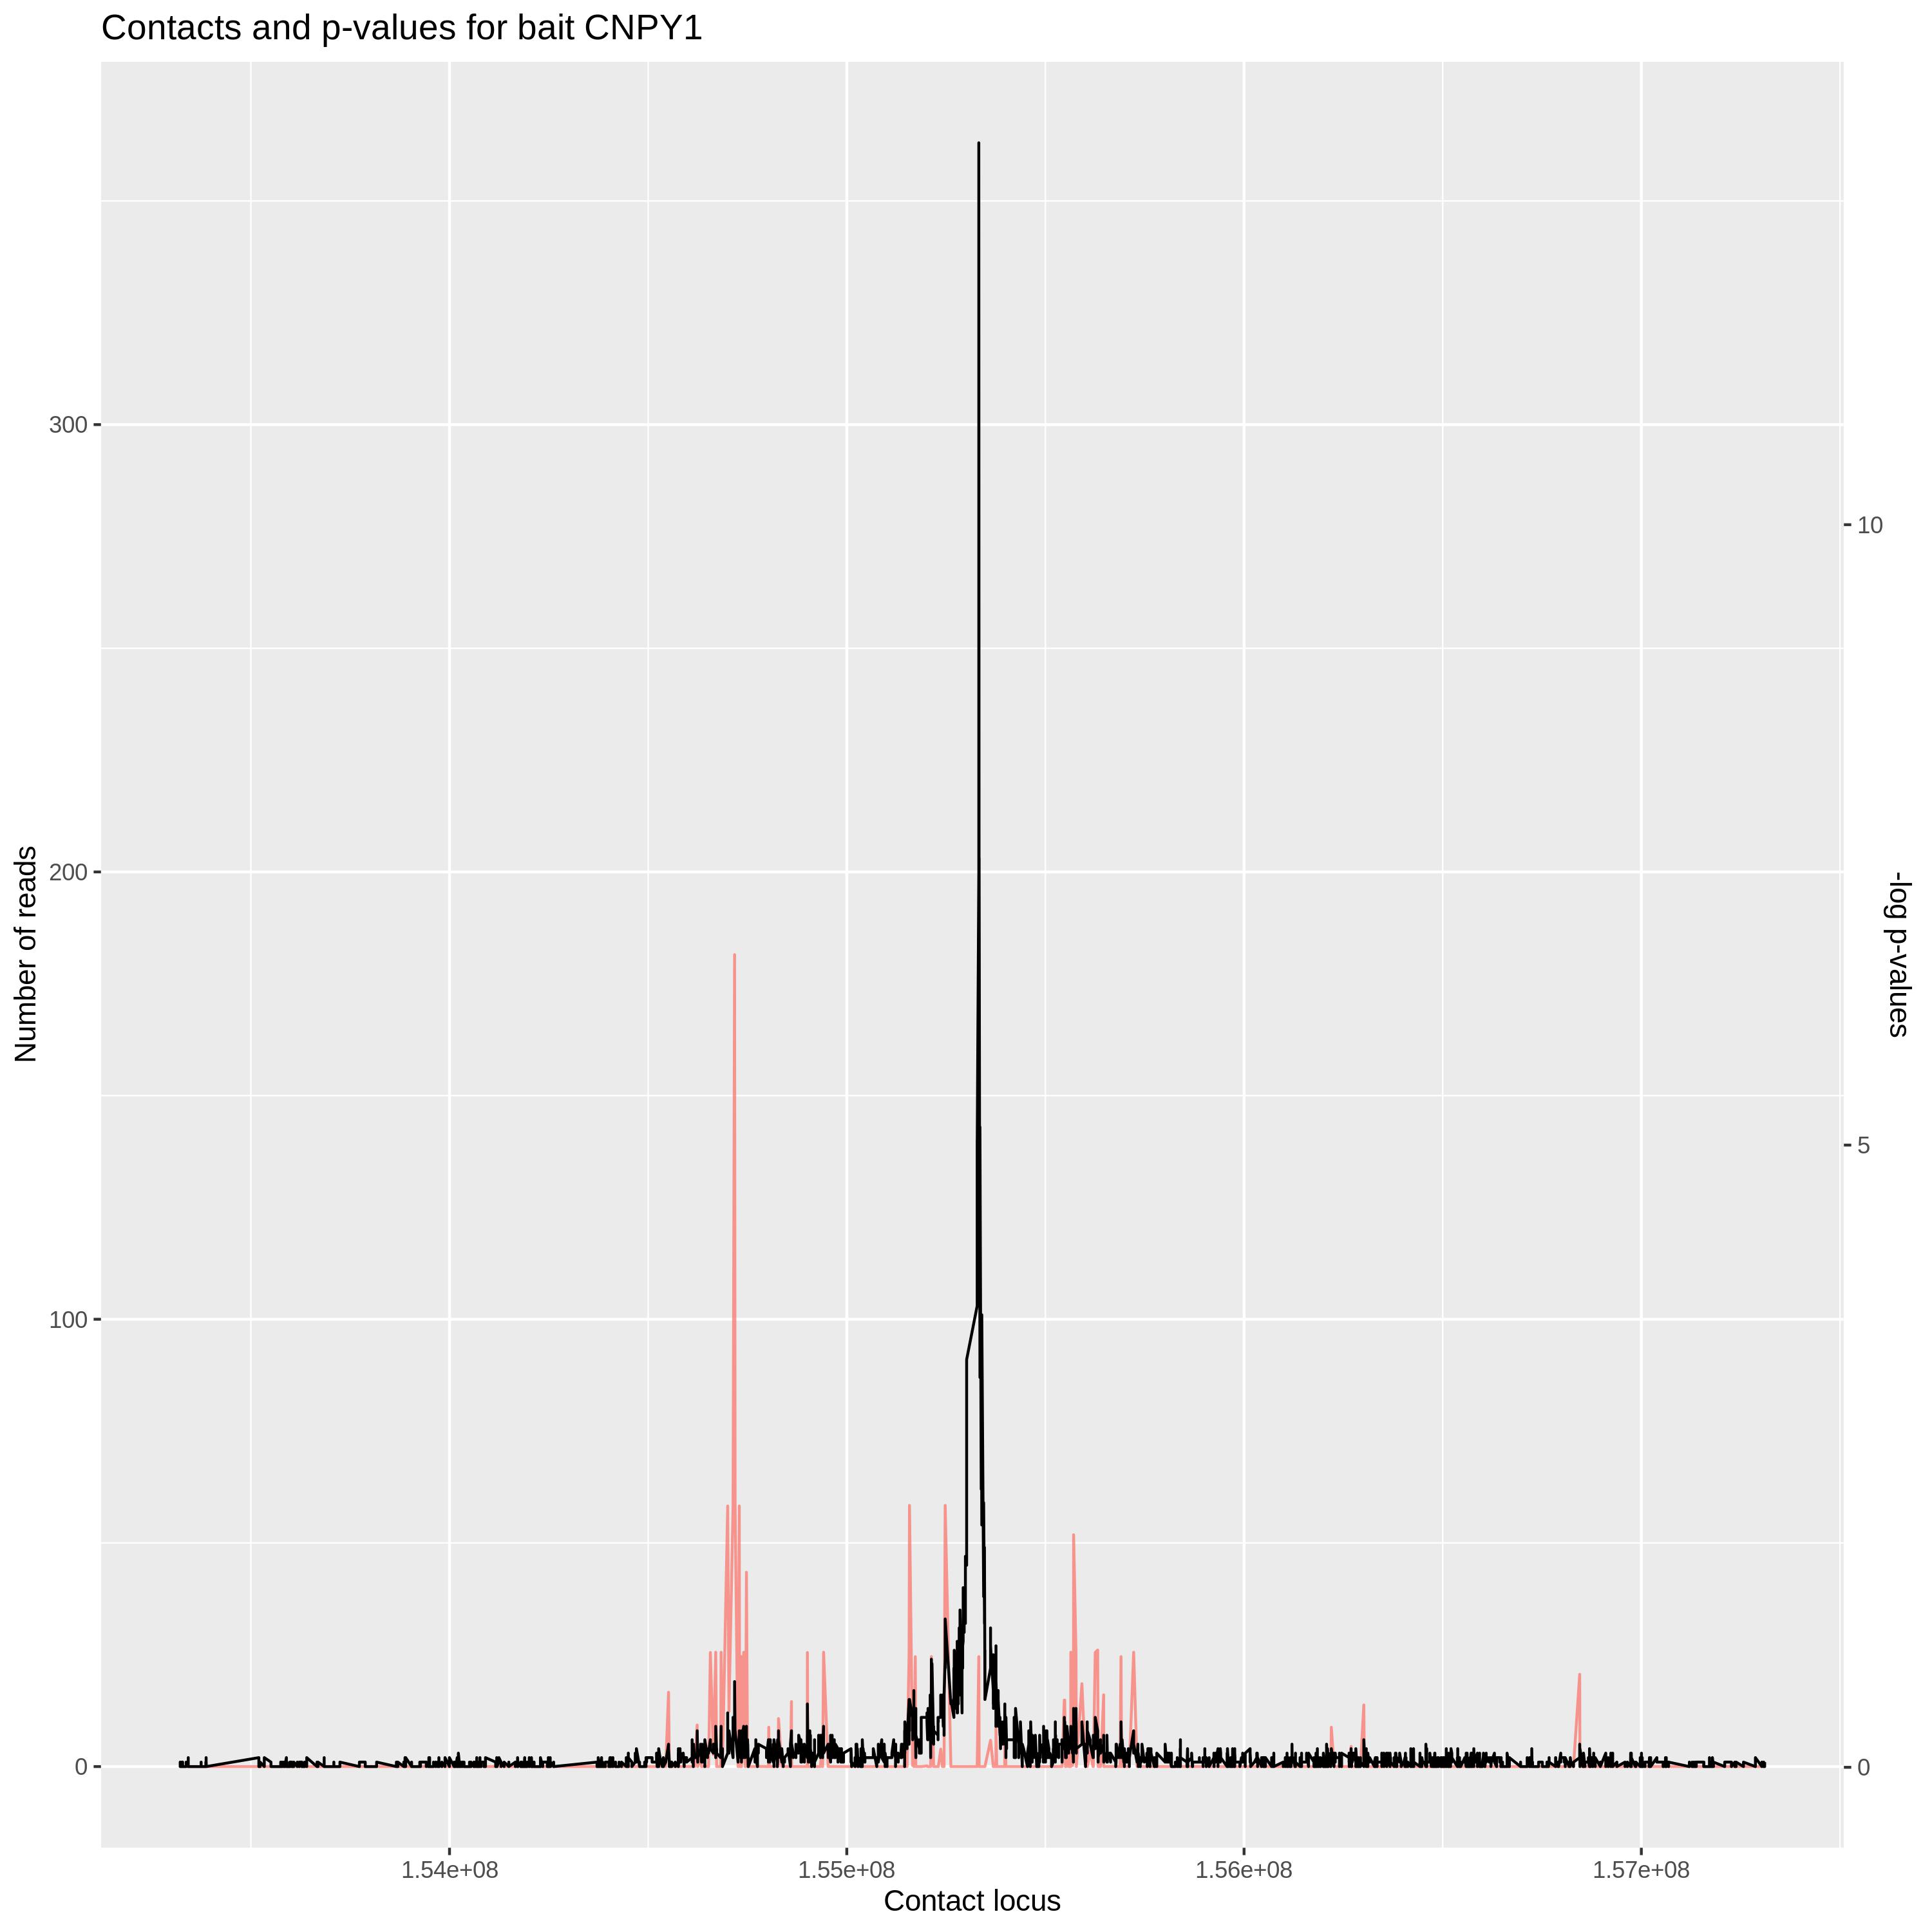 Contacts and p-values for bait CNPY1
Number of reads
300
200
100
0
10
5
0
-log p-values
1.54e+08 1.55e+08 1.56e+08 1.57e+08
Contact locus